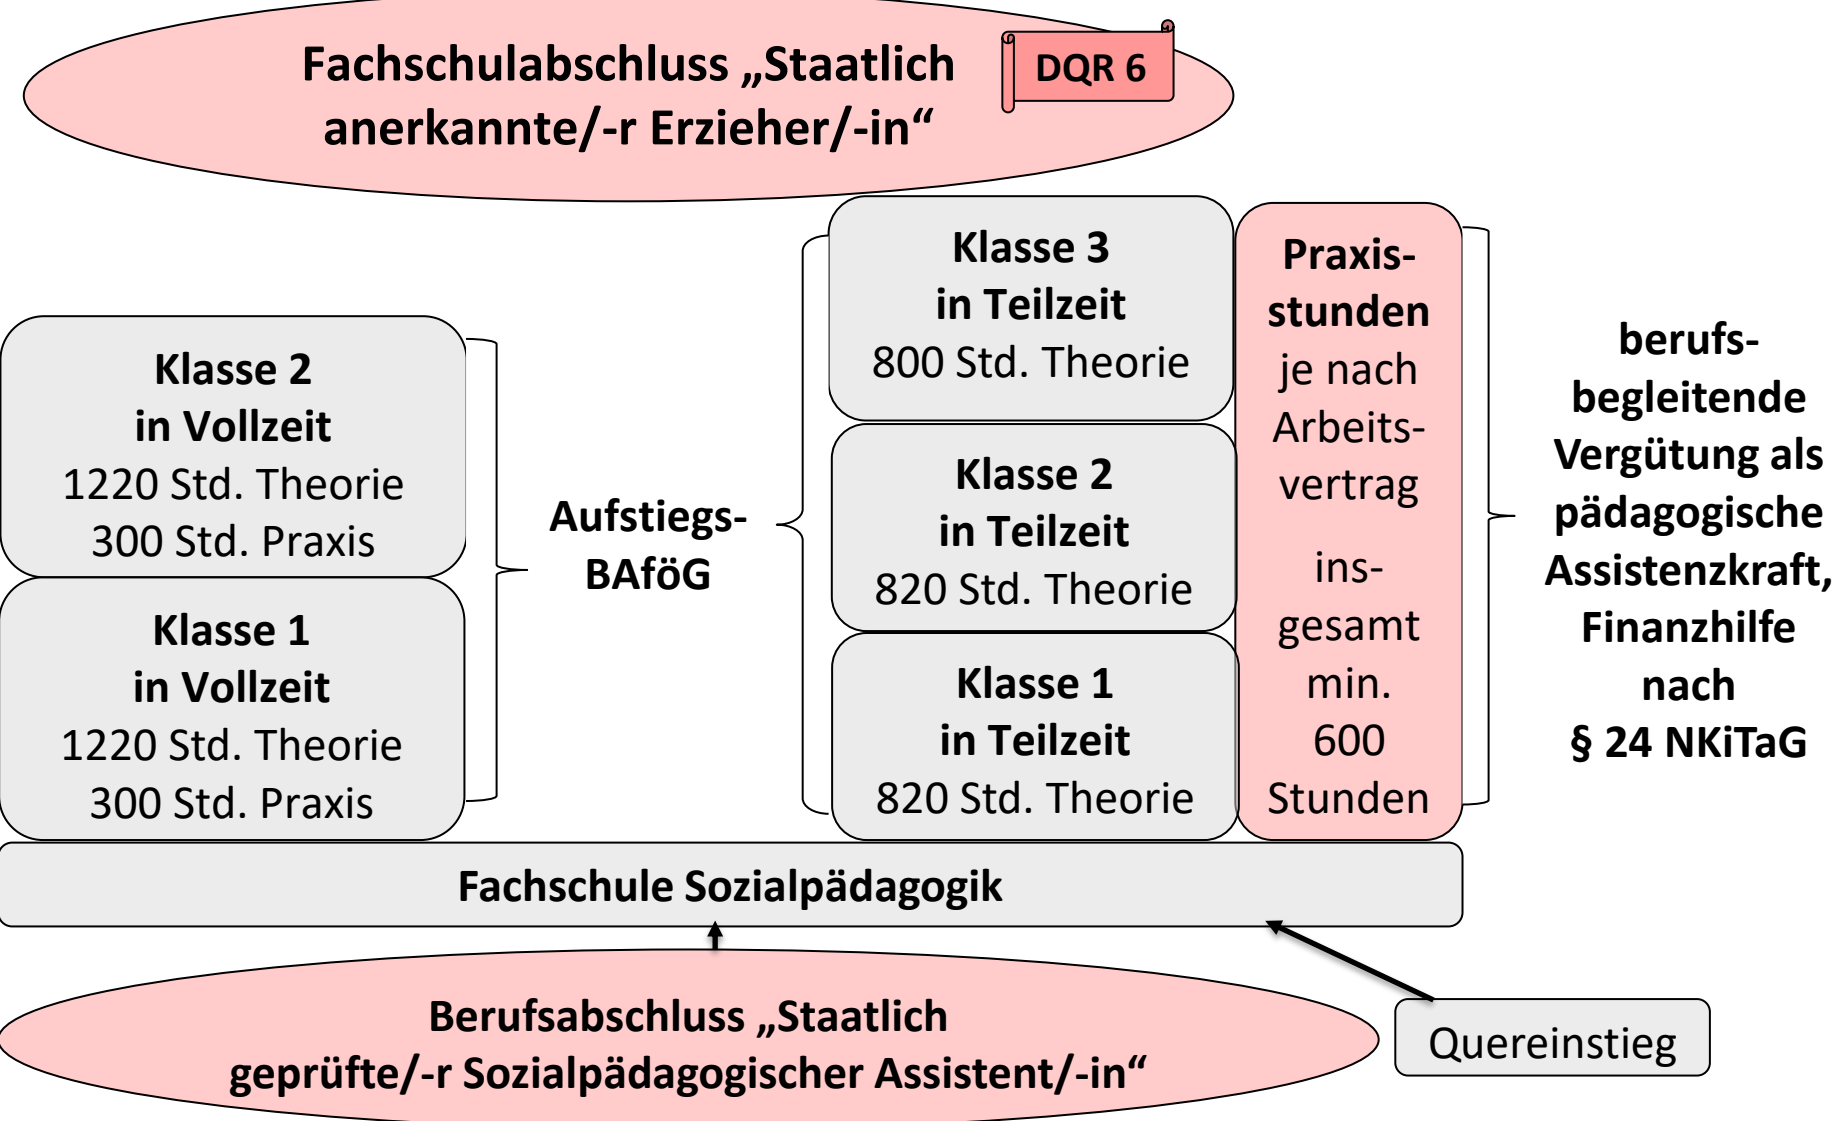 Fachschulabschluss „Staatlich
anerkannte/-r Erzieher/-in“
DQR 6
Klasse 2
in Vollzeit
1220 Std. Theorie
300 Std. Praxis
Klasse 1
in Vollzeit
1220 Std. Theorie
300 Std. Praxis
Aufstiegs-
BAföG
Klasse 3
in Teilzeit
800 Std. Theorie
Klasse 2
in Teilzeit
820 Std. Theorie
Klasse 1
in Teilzeit
820 Std. Theorie
Praxis-
stunden
je nach
Arbeits-
vertrag
ins-
gesamt
min.
600
Stunden
berufs-
begleitende
Vergütung als
pädagogische
Assistenzkraft,
Finanzhilfe
nach
§ 24 NKiTaG
Fachschule Sozialpädagogik
Berufsabschluss „Staatlich
geprüfte/-r Sozialpädagogischer Assistent/-in“
Quereinstieg